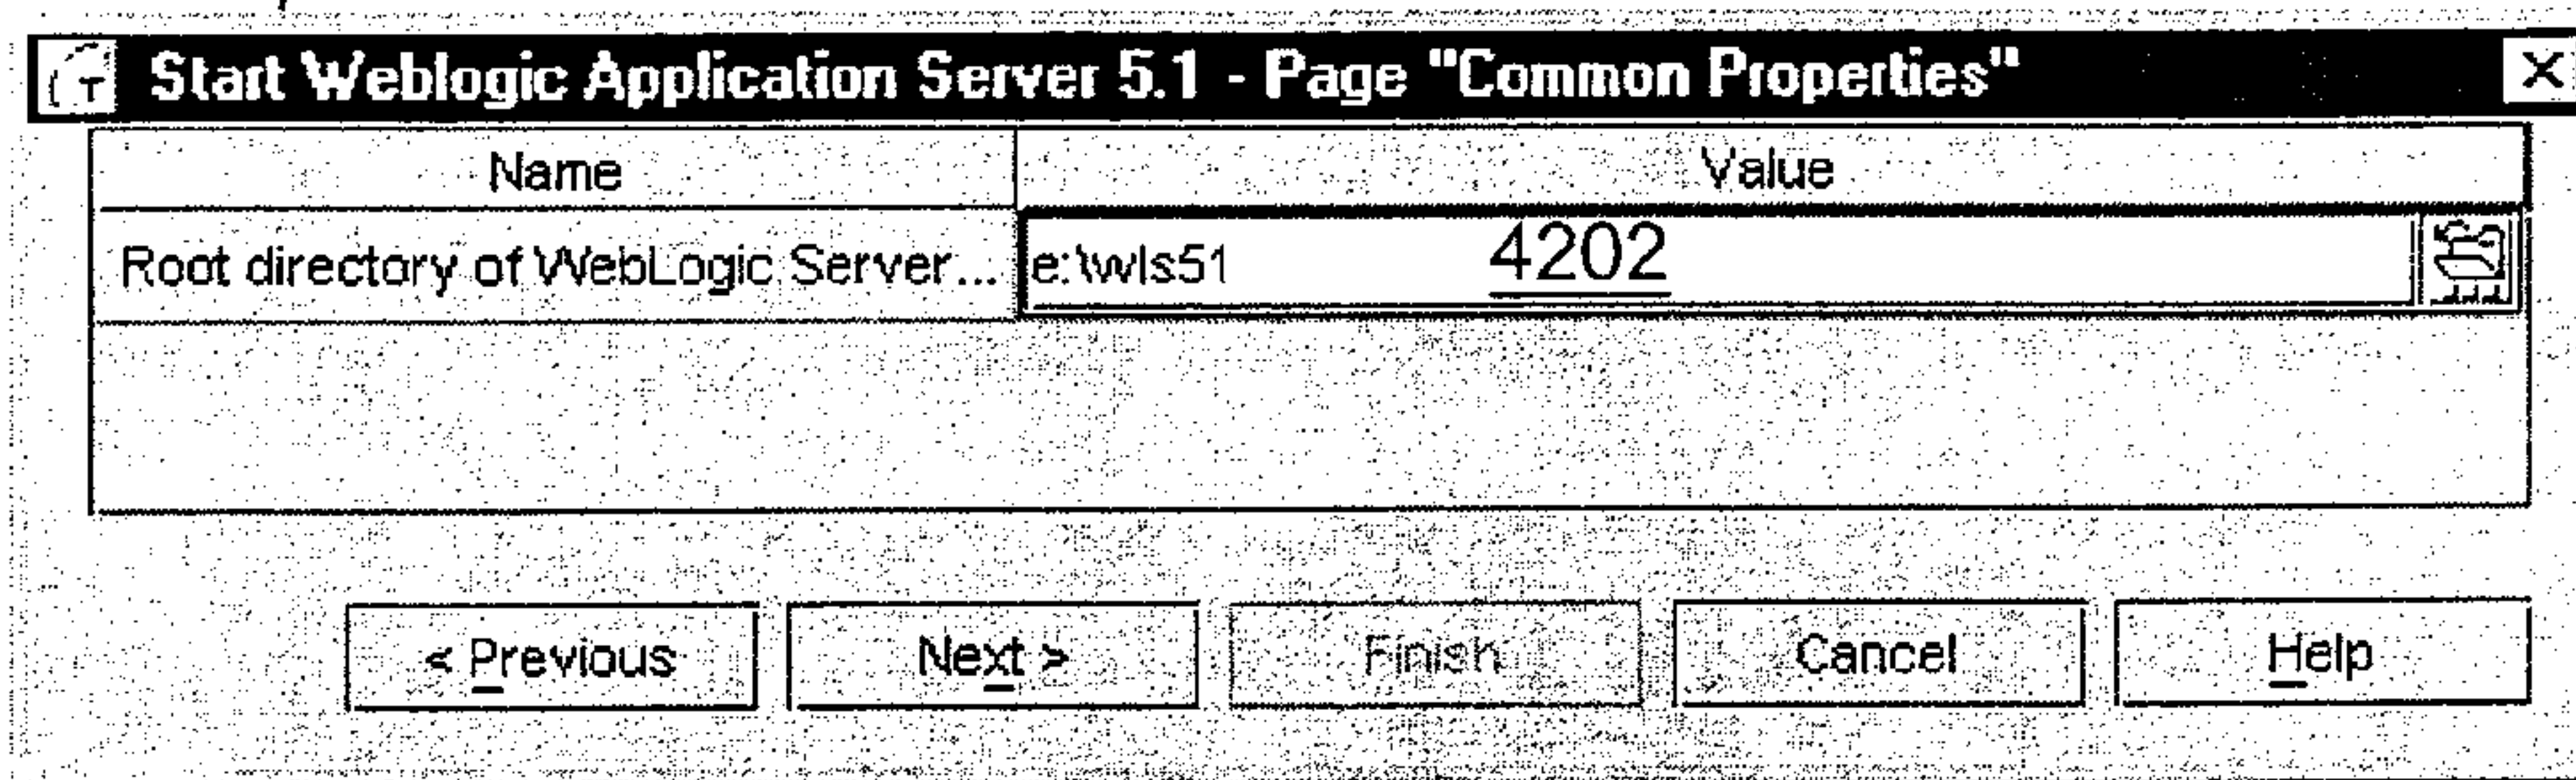 Start Weblogic Application Server 5.1 - Page "Common Properties"
Name Value
Root directory of WebLogic Server... e:\wls51 4202
< Previous Next > Finish Cancel Help